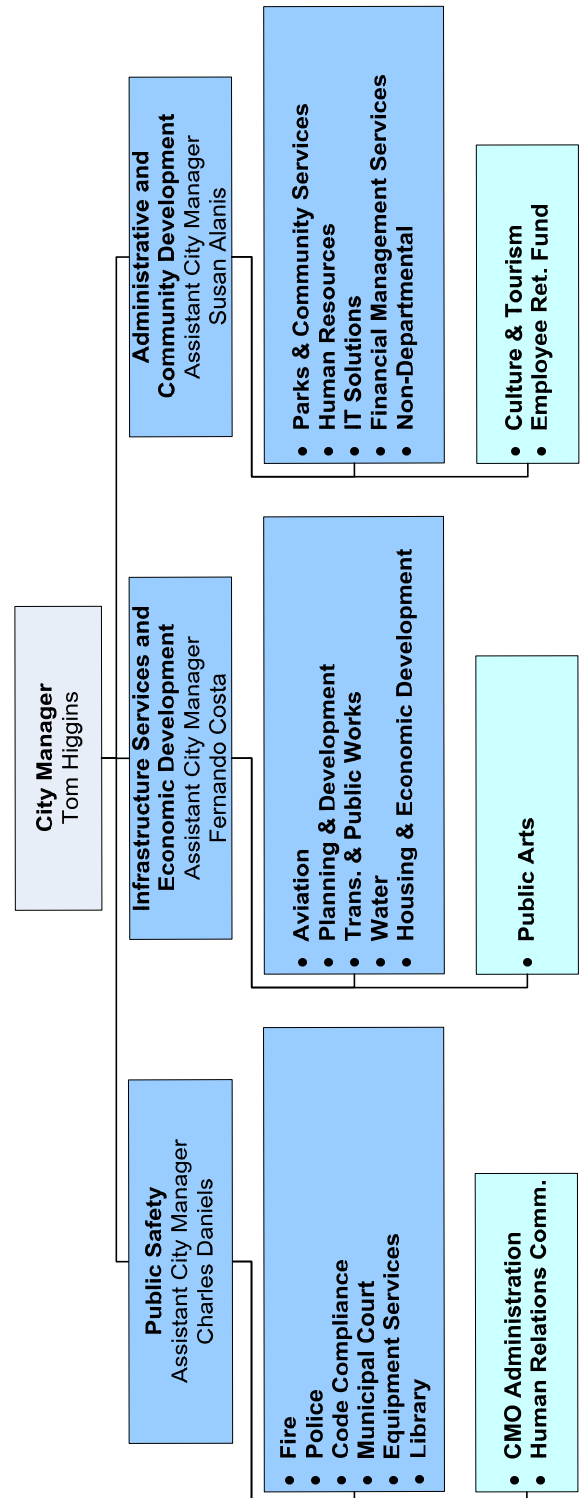 City Manager
Tom Higgins
Public Safety
Assistant City Manager
Charles Daniels
Infrastructure Services and
Economic Development
Assistant City Manager
Fernando Costa
Administrative and
Community Development
Assistant City Manager
Susan Alanis
• Fire
• Police
• Code Compliance
• Municipal Court
• Equipment Services
• Library
• Aviation
• Planning & Development
• Trans. & Public Works
• Water
• Housing & Economic Development
• Parks & Community Services
• Human Resources
• IT Solutions
• Financial Management Services
• Non-Departmental
• CMO Administration
• Human Relations Comm.
• Public Arts
• Culture & Tourism
• Employee Ret. Fund